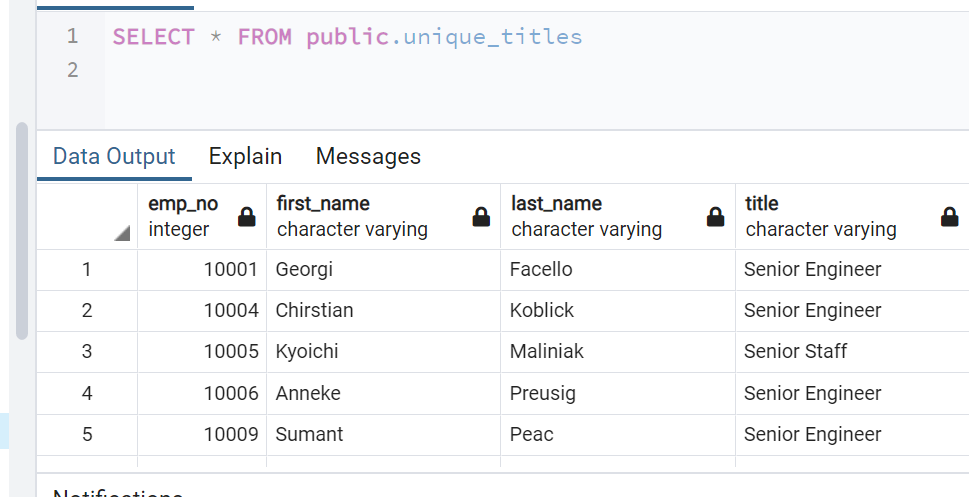 1 SELECT * FROM public.unique_titles
2
Data Output Explain Messages
emp_no first_name last_name title
integer character varying character varying character varying
1 10001 Georgi Facello Senior Engineer
2 10004 Chirstian Koblick Senior Engineer
3 10005 Kyoichi Maliniak Senior Staff
4 10006 Anneke Preusig Senior Engineer
5 10009 Sumant Peac Senior Engineer
Notifications